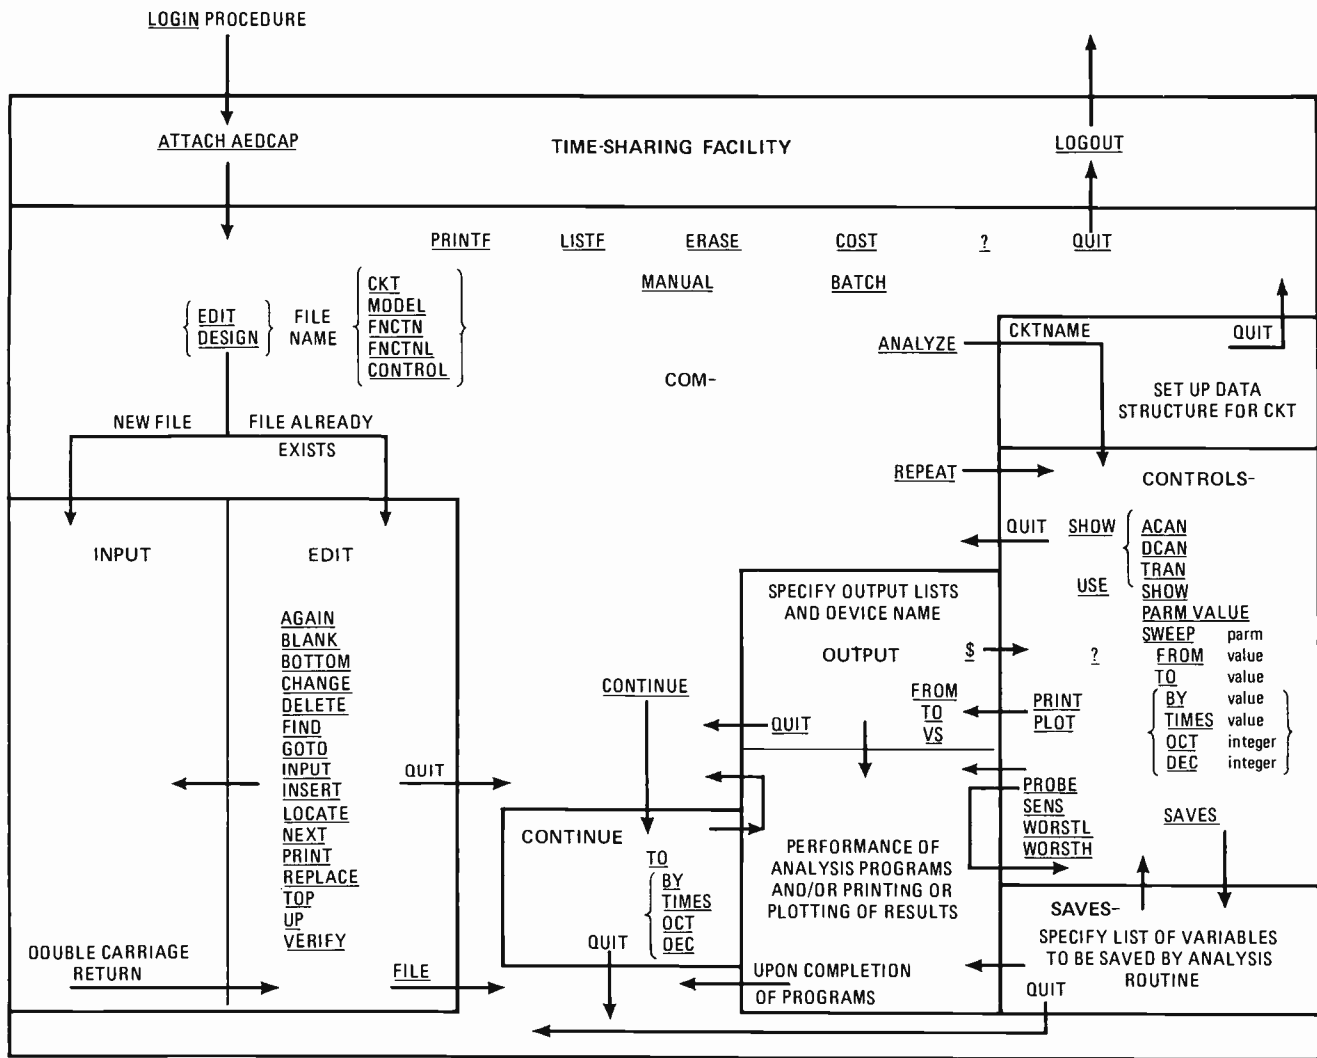 LOGIN PROCEDURE
ATTACH AEDCAP
TIME-SHARING FACILITY
LOGOUT
PRINTF LISTF ERASE COST ? QUIT
MANUAL BATCH
EDIT
DESIGN
FILE
NAME
CKT
MODEL
FNCTN
FNCTNL
CONTROL
COM-
ANALYZE
CKTNAME
QUIT
SET UP DATA
STRUCTURE FOR CKT
NEW FILE
FILE ALREADY
EXISTS
REPEAT
CONTROLS-
QUIT
SHOW
USE
?
ACAN
DCAN
TRAN
SHOW
PARM VALUE
SWEEP parm
FROM value
TO value
BY value
TIMES value
OCT integer
DEC integer
INPUT
EDIT
AGAIN
BLANK
BOTTOM
CHANGE
DELETE
FIND
GOTO
INPUT
INSERT
LOCATE
NEXT
PRINT
REPLACE
TOP
UP
VERIFY
QUIT
DOUBLE CARRIAGE
RETURN
FILE
SPECIFY OUTPUT LISTS
AND DEVICE NAME
OUTPUT
$
FROM
TO
VS
QUIT
PRINT
PLOT
CONTINUE
CONTINUE
TO
BY
TIMES
OCT
DEC
QUIT
PERFORMANCE OF
ANALYSIS PROGRAMS
AND/OR PRINTING OR
PLOTTING OF RESULTS
UPON COMPLETION
OF PROGRAMS
PROBE
SENS
WORSTL
WORSTH
SAVES
SAVES-
SPECIFY LIST OF VARIABLES
TO BE SAVED BY ANALYSIS
ROUTINE
QUIT